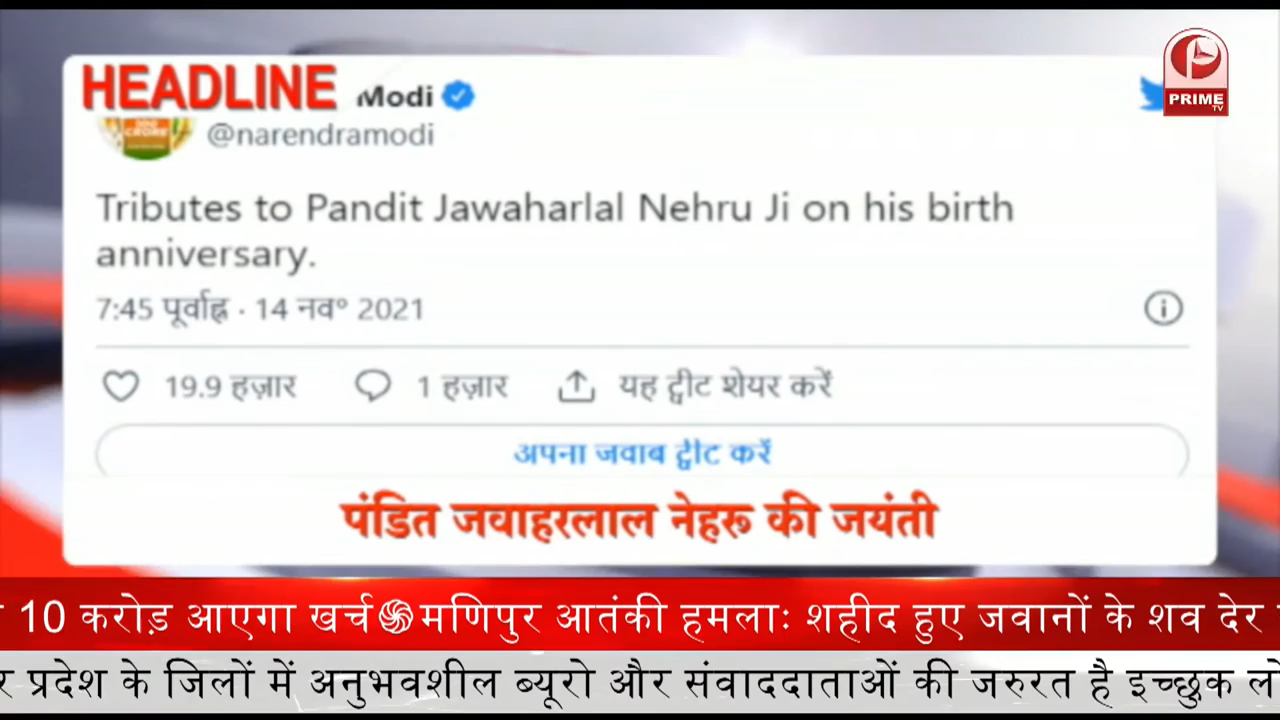 HEADLINE Modi
@narendramodi
PRIME TV
Tributes to Pandit Jawaharlal Nehru Ji on his birth
anniversary.
7:45 पूर्वाह्न · 14 नव॰ 2021
19.9 हज़ार 1 हज़ार यह ट्वीट शेयर करें
अपना जवाब ट्वीट करें
पंडित जवाहरलाल नेहरू की जयंती
10 करोड़ आएगा खर्च मणिपुर आतंकी हमलाः शहीद हुए जवानों के शव देर
प्रदेश के जिलों में अनुभवशील ब्यूरो और संवाददाताओं की जरुरत है इच्छुक